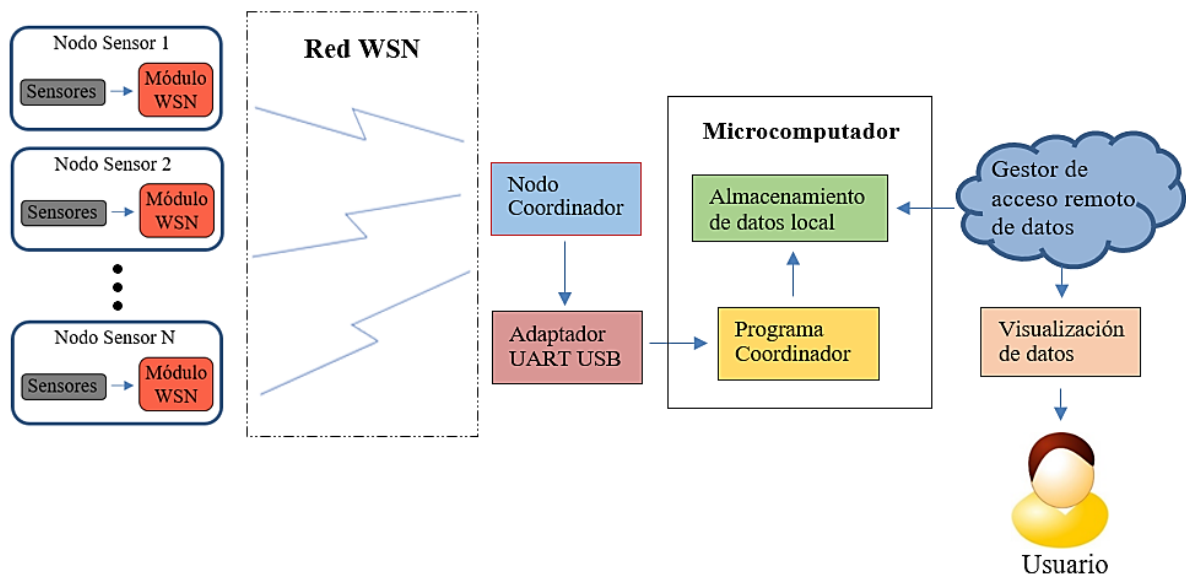 Nodo Sensor 1
Sensores
Módulo
WSN
Nodo Sensor 2
Sensores
Módulo
WSN
Nodo Sensor N
Sensores
Módulo
WSN
Red WSN
Nodo
Coordinador
Adaptador
UART USB
Microcomputador
Almacenamiento
de datos local
Programa
Coordinador
Gestor de
acceso remoto
de datos
Visualización
de datos
Usuario